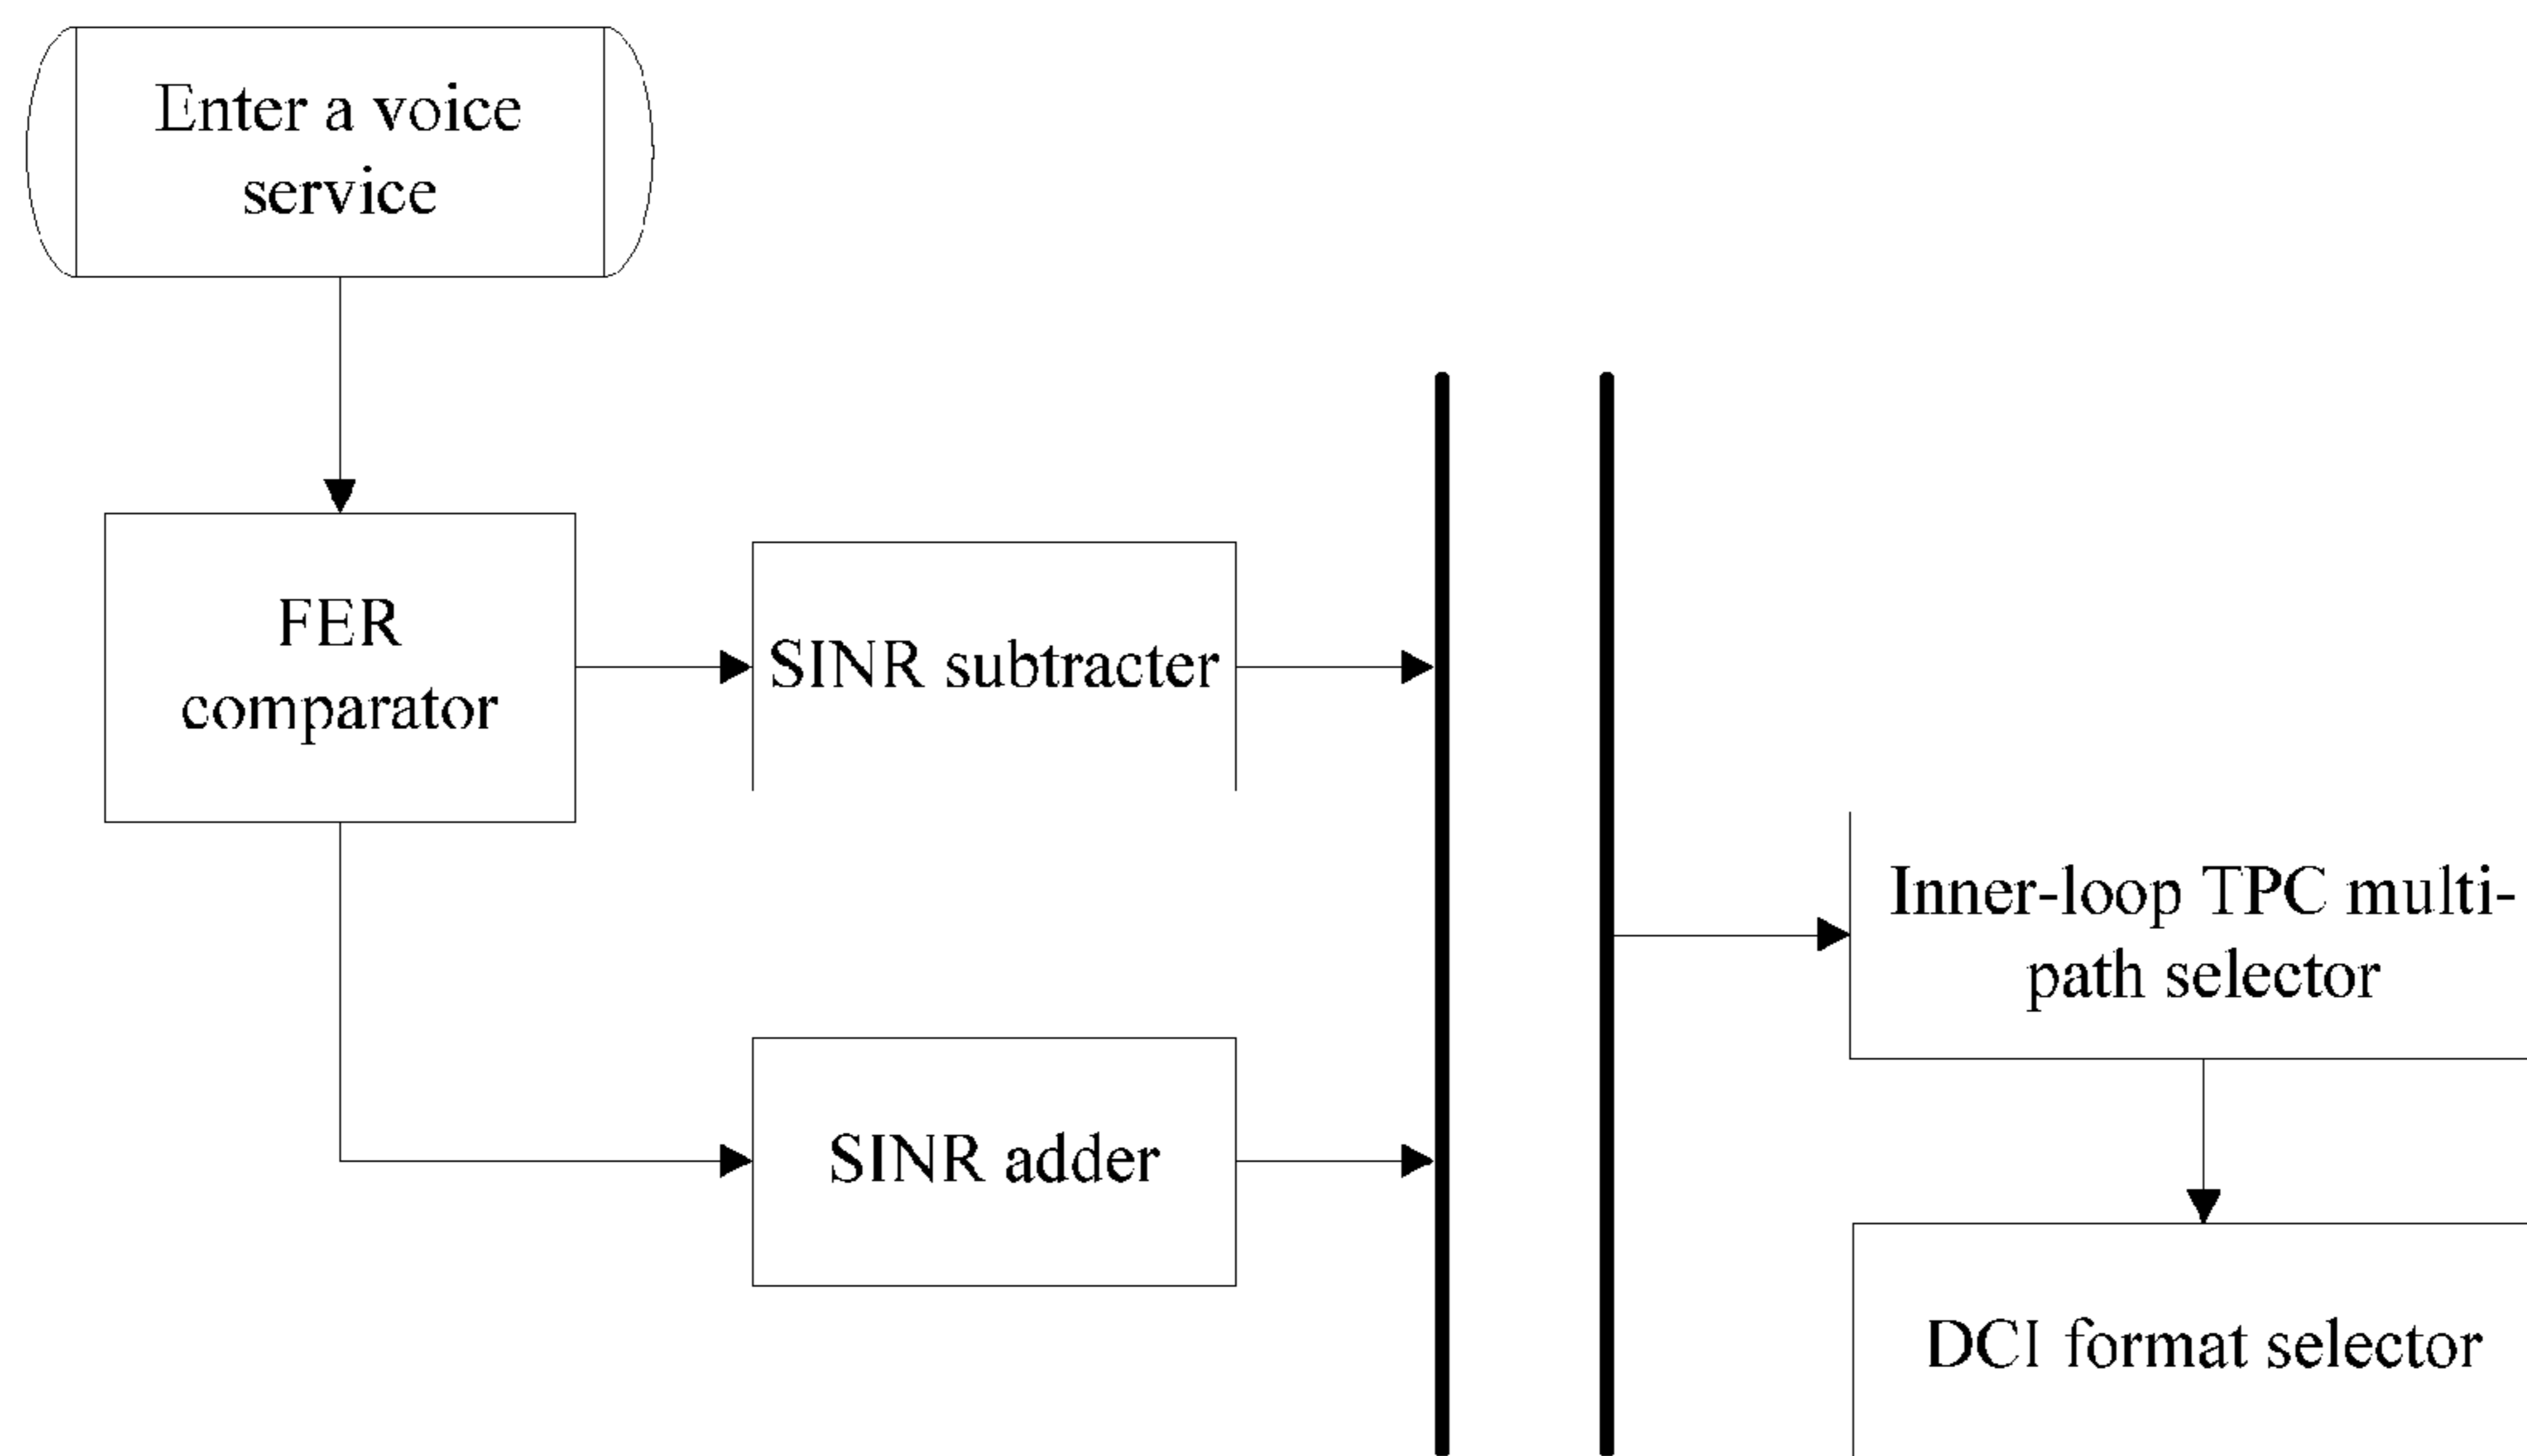 Enter a voice
service
FER
comparator
SINR subtracter
SINR adder
Inner-loop TPC multi-
path selector
DCI format selector